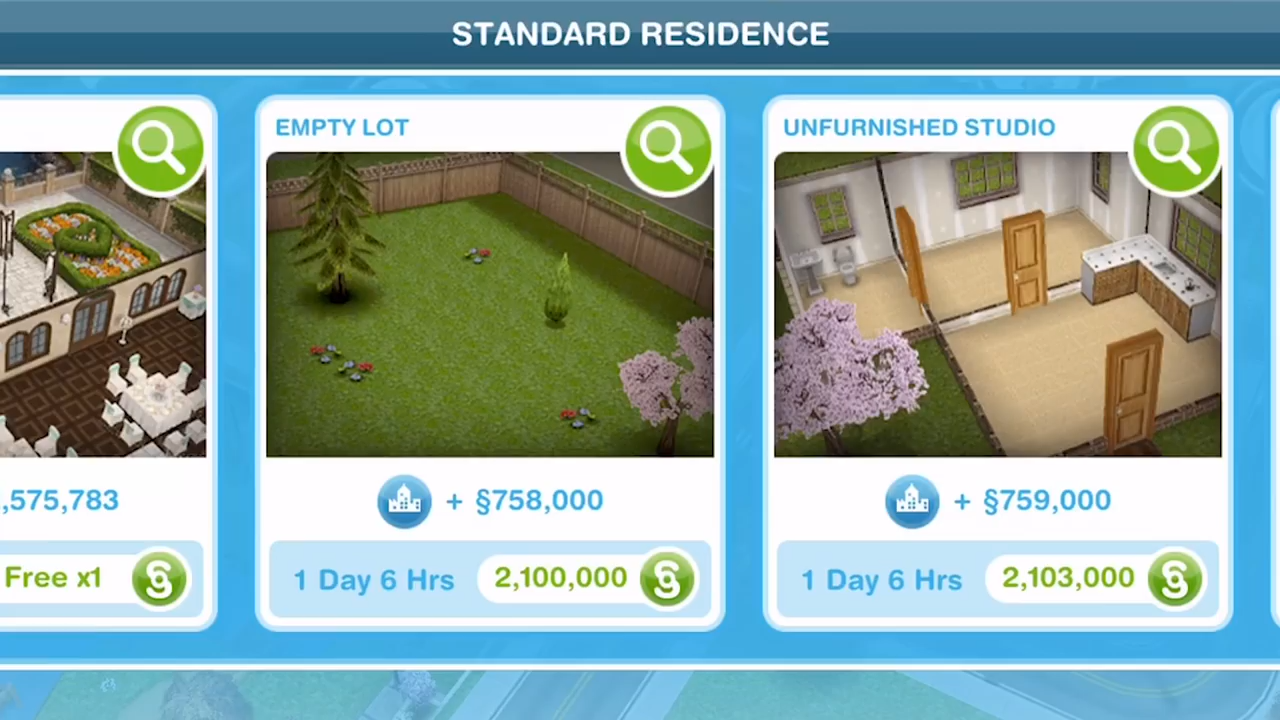 STANDARD RESIDENCE
EMPTY LOT
UNFURNISHED STUDIO
,575,783
+ §758,000
+ §759,000
Free x1
1 Day 6 Hrs
2,100,000
1 Day 6 Hrs
2,103,000